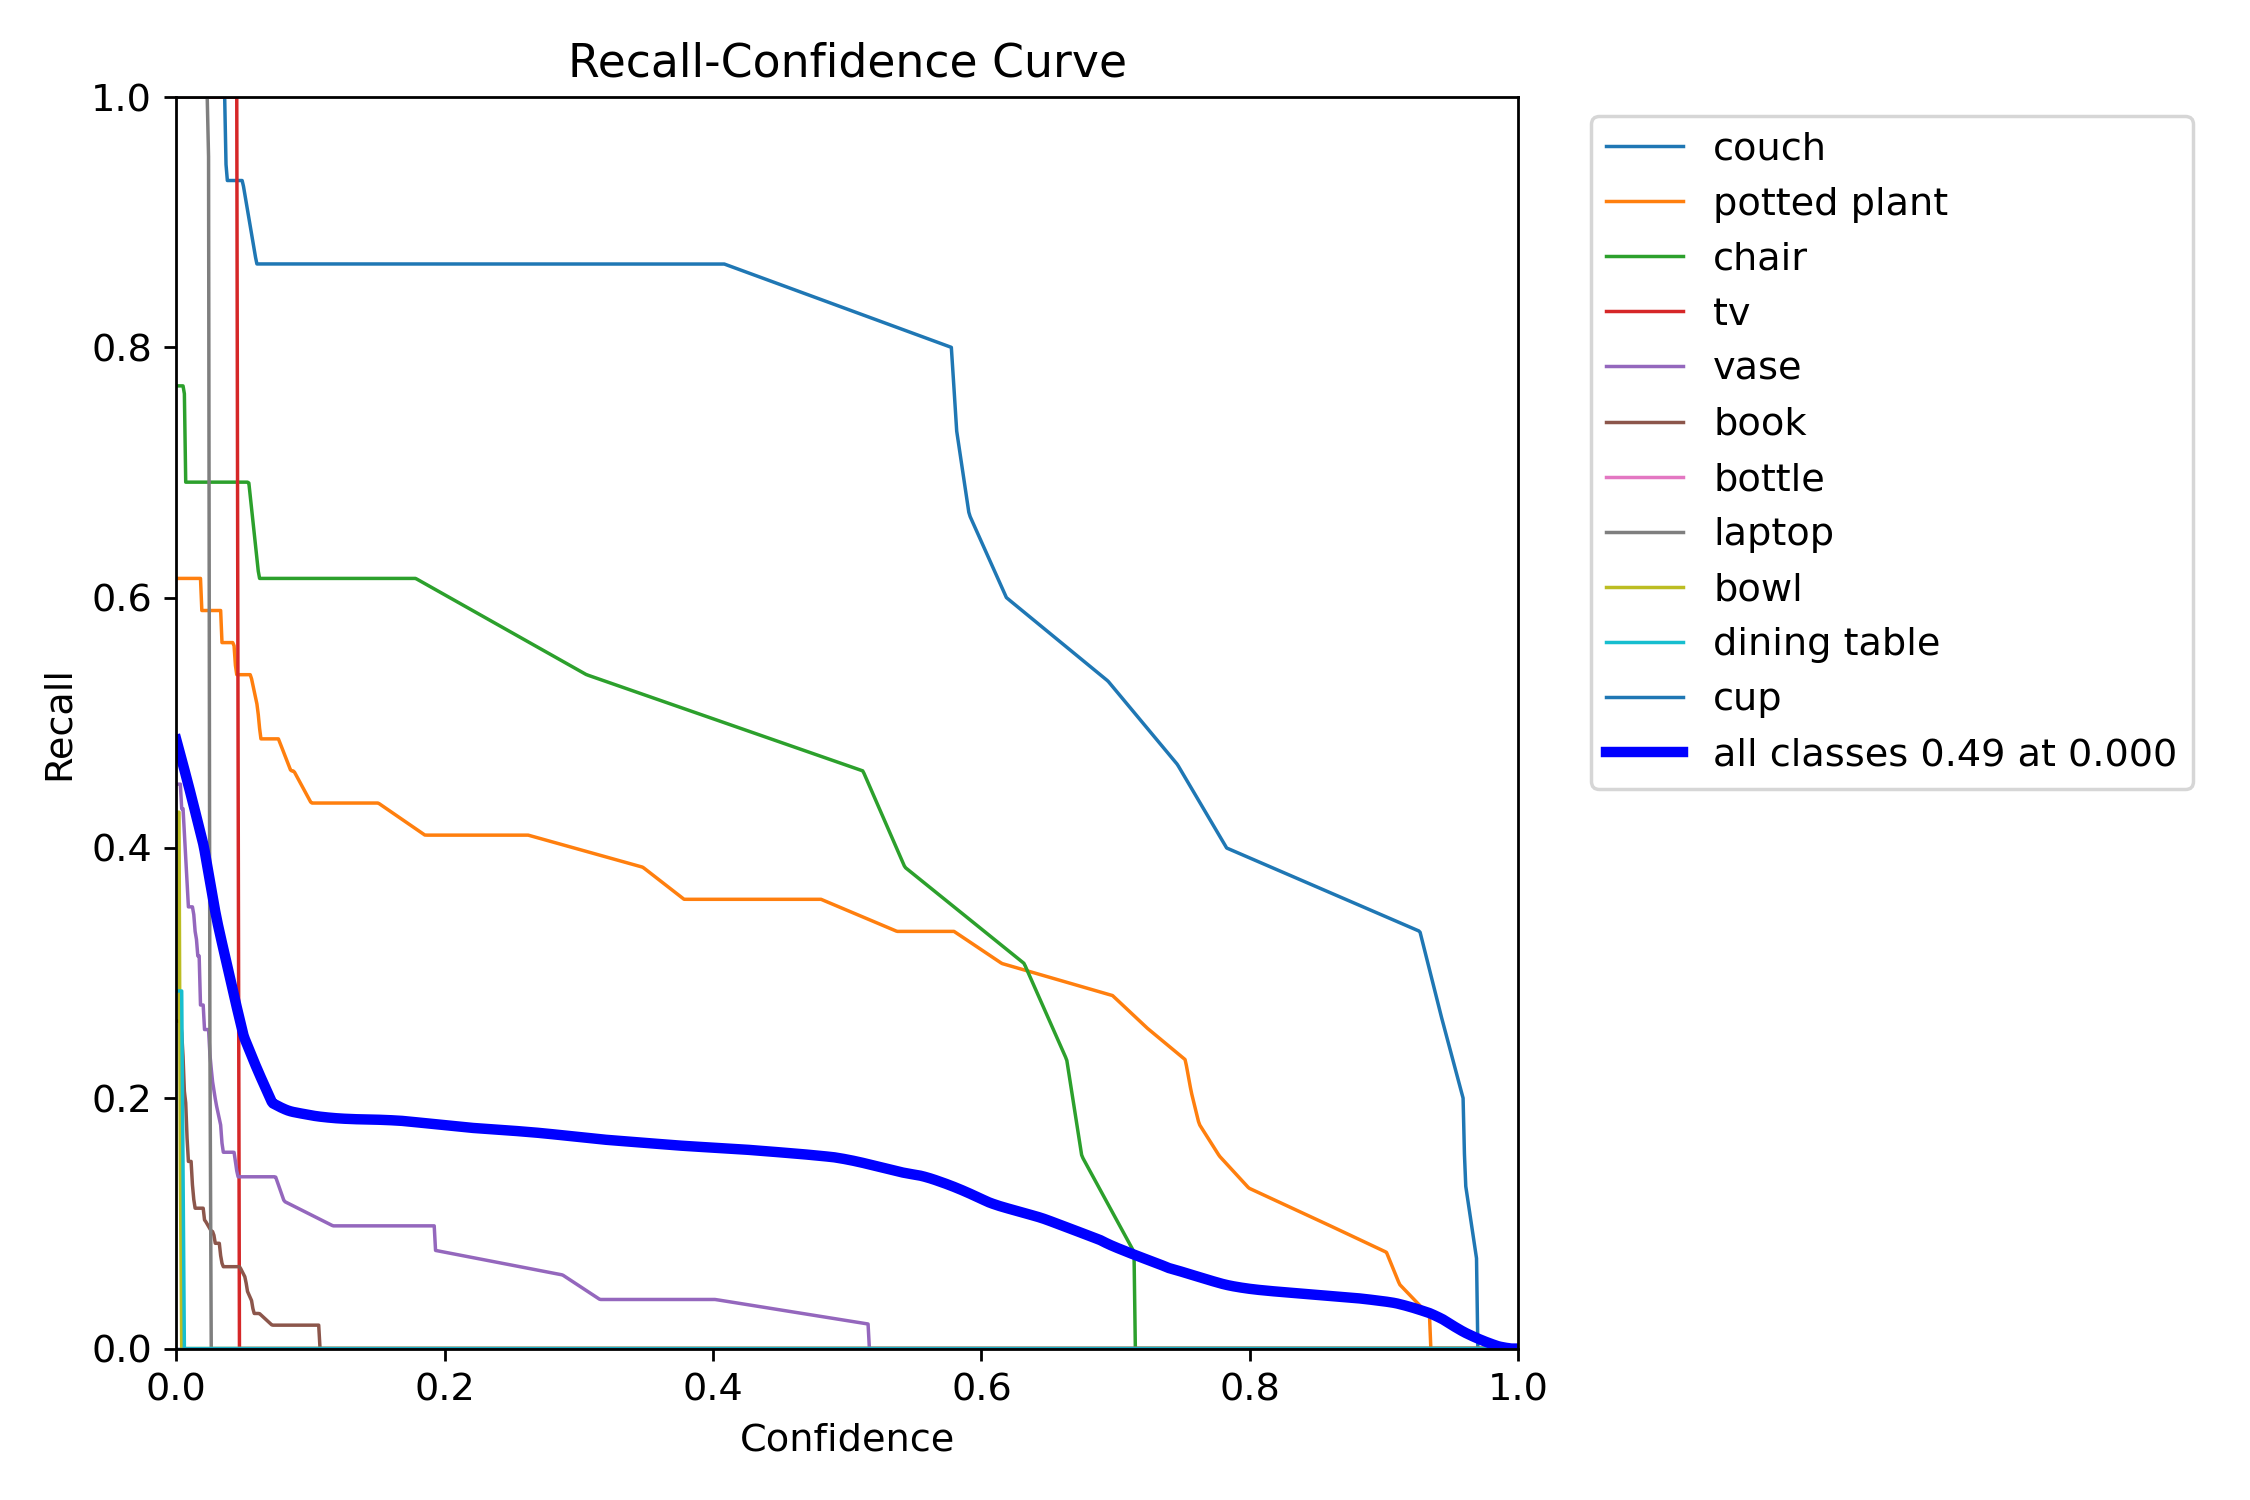 Recall-Confidence Curve
1.0
0.8
0.6
0.4
0.2
0.0
Recall
0.0 0.2 0.4 0.6 0.8 1.0
Confidence
couch
potted plant
chair
tv
vase
book
bottle
laptop
bowl
dining table
cup
all classes 0.49 at 0.000